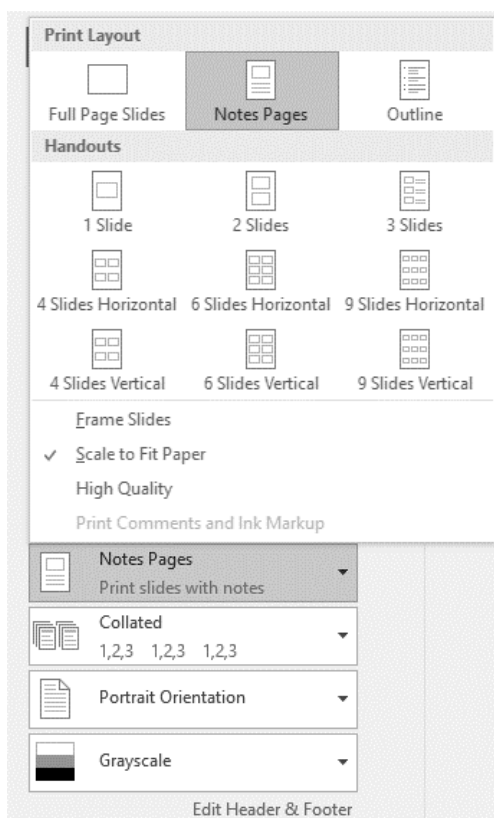 Print Layout
Full Page Slides Notes Pages Outline
Handouts
1 Slide 2 Slides 3 Slides
4 Slides Horizontal 6 Slides Horizontal 9 Slides Horizontal
4 Slides Vertical 6 Slides Vertical 9 Slides Vertical
Frame Slides
Scale to Fit Paper
High Quality
Print Comments and Ink Markup
Notes Pages
Print slides with notes
Collated
1,2,3 1,2,3 1,2,3
Portrait Orientation
Grayscale
Edit Header & Footer